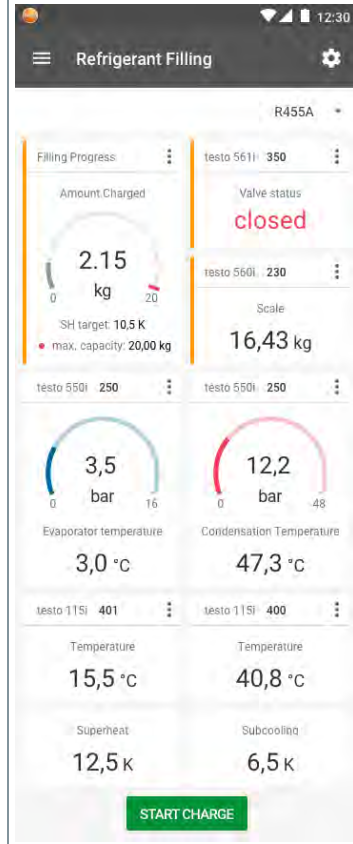 12:30
Refrigerant Filling
R455A
Filling Progress
Amount Charged
2.15
kg
0 20
SH target: 10,5 K
max. capacity: 20,00 kg
testo 561i 350
Valve status
closed
testo 560i 230
Scale
16,43 kg
testo 550i 250
3,5
bar
0 16
Evaporator temperature
3,0 °C
testo 550i 250
12,2
bar
0 48
Condensation Temperature
47,3 °C
testo 115i 401
Temperature
15,5 °C
testo 115i 400
Temperature
40,8 °C
Superheat
12,5 K
Subcooling
6,5 K
START CHARGE